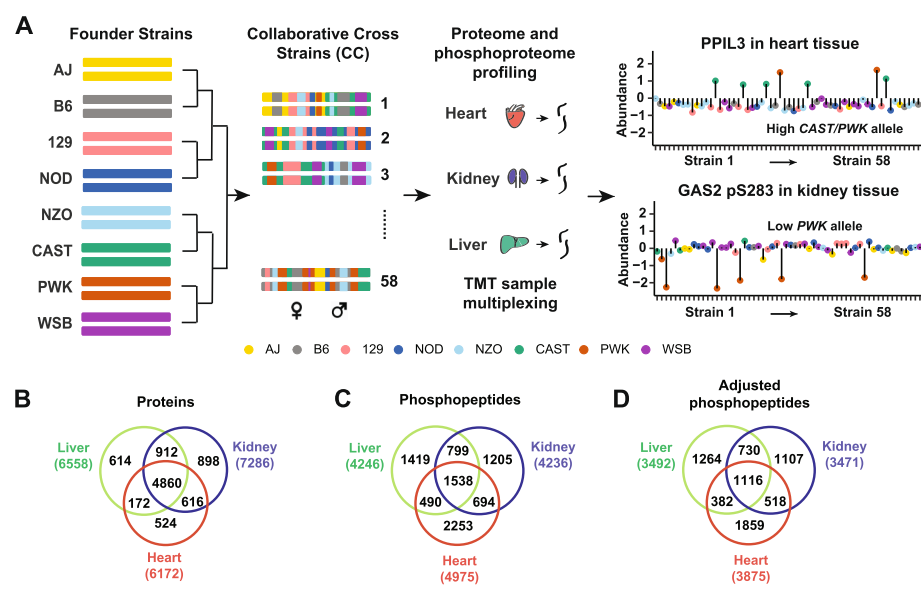 A
Founder Strains
AJ
B6
129
NOD
NZO
CAST
PWK
WSB
Collaborative Cross
Strains (CC)
1
2
3
58
♀ ♂
Proteome and
phosphoproteome
profiling
Heart
Kidney
Liver
TMT sample
multiplexing
PPIL3 in heart tissue
Abundance
2
1
0
−1
−2
High CAST/PWK allele
Strain 1 Strain 58
GAS2 pS283 in kidney tissue
Abundance
2
1
0
−1
−2
Low PWK allele
Strain 1 Strain 58
AJ B6 129 NOD NZO CAST PWK WSB
B
Proteins
Liver
(6558)
Kidney
(7286)
614 912 898
4860
172 616
524
Heart
(6172)
C
Phosphopeptides
Liver
(4246)
Kidney
(4236)
1419 799 1205
1538
490 694
2253
Heart
(4975)
D
Adjusted
phosphopeptides
Liver
(3492)
Kidney
(3471)
1264 730 1107
1116
382 518
1859
Heart
(3875)